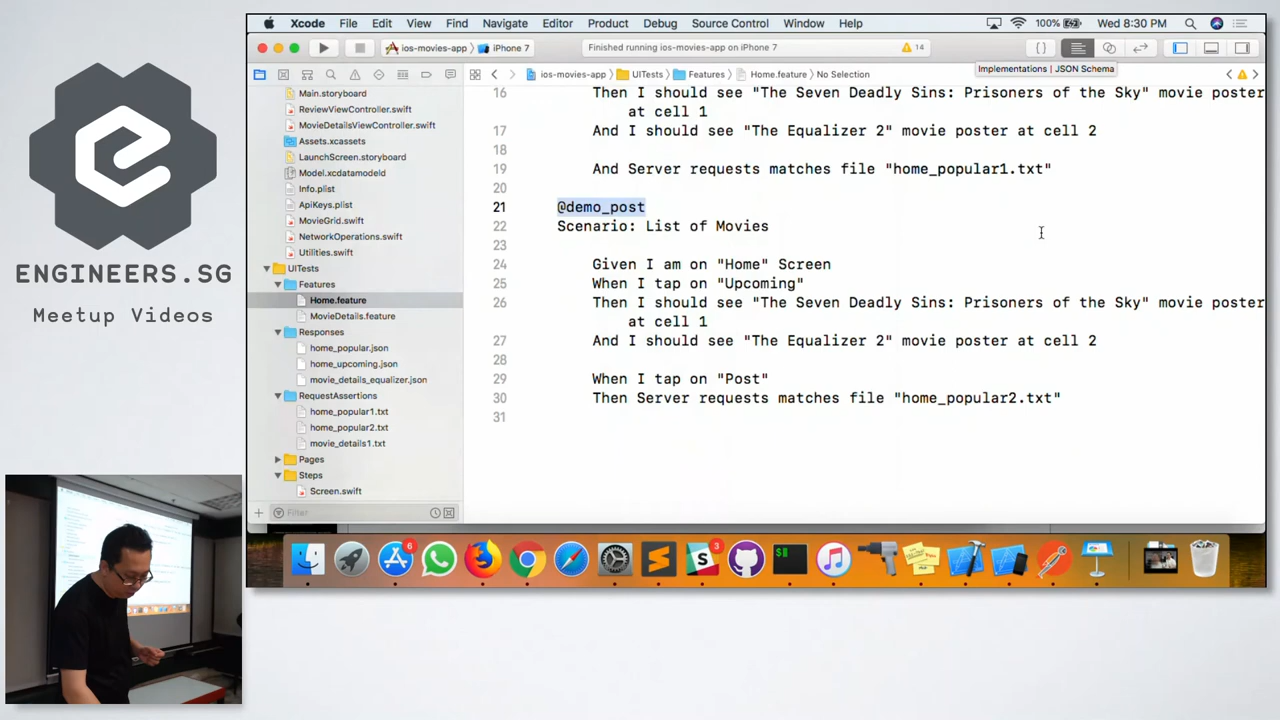 ENGINEERS.SG
Meetup Videos
Xcode File Edit View Find Navigate Editor Product Debug Source Control Window Help
100% Wed 8:30 PM
ios-movies-app iPhone 7
Finished running ios-movies-app on iPhone 7
14
Implementations | JSON Schema
ios-movies-app UITests Features Home.feature No Selection
Main.storyboard
ReviewViewController.swift
MovieDetailsViewController.swift
Assets.xcassets
LaunchScreen.storyboard
Model.xcdatamodeld
Info.plist
ApiKeys.plist
MovieGrid.swift
NetworkOperations.swift
Utilities.swift
UITests
Features
Home.feature
MovieDetails.feature
Responses
home_popular.json
home_upcoming.json
movie_details_equalizer.json
RequestAssertions
home_popular1.txt
home_popular2.txt
movie_details1.txt
Pages
Steps
Screen.swift
Filter
16 Then I should see "The Seven Deadly Sins: Prisoners of the Sky" movie poster
at cell 1
17 And I should see "The Equalizer 2" movie poster at cell 2
18
19 And Server requests matches file "home_popular1.txt"
20
21 @demo_post
22 Scenario: List of Movies
23
24 Given I am on "Home" Screen
25 When I tap on "Upcoming"
26 Then I should see "The Seven Deadly Sins: Prisoners of the Sky" movie poster
at cell 1
27 And I should see "The Equalizer 2" movie poster at cell 2
28
29 When I tap on "Post"
30 Then Server requests matches file "home_popular2.txt"
31
6
3